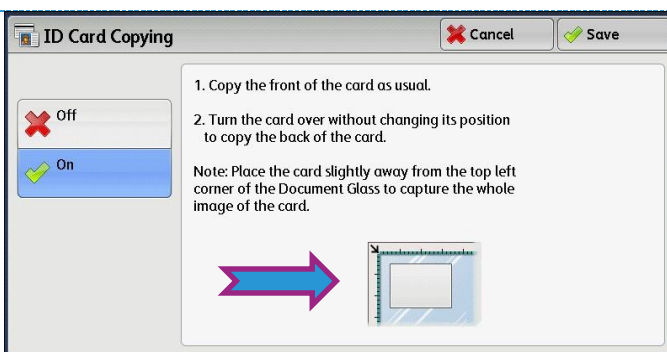 ID Card Copying
Cancel
Save
Off
On
1. Copy the front of the card as usual.
2. Turn the card over without changing its position
to copy the back of the card.
Note: Place the card slightly away from the top left
corner of the Document Glass to capture the whole
image of the card.